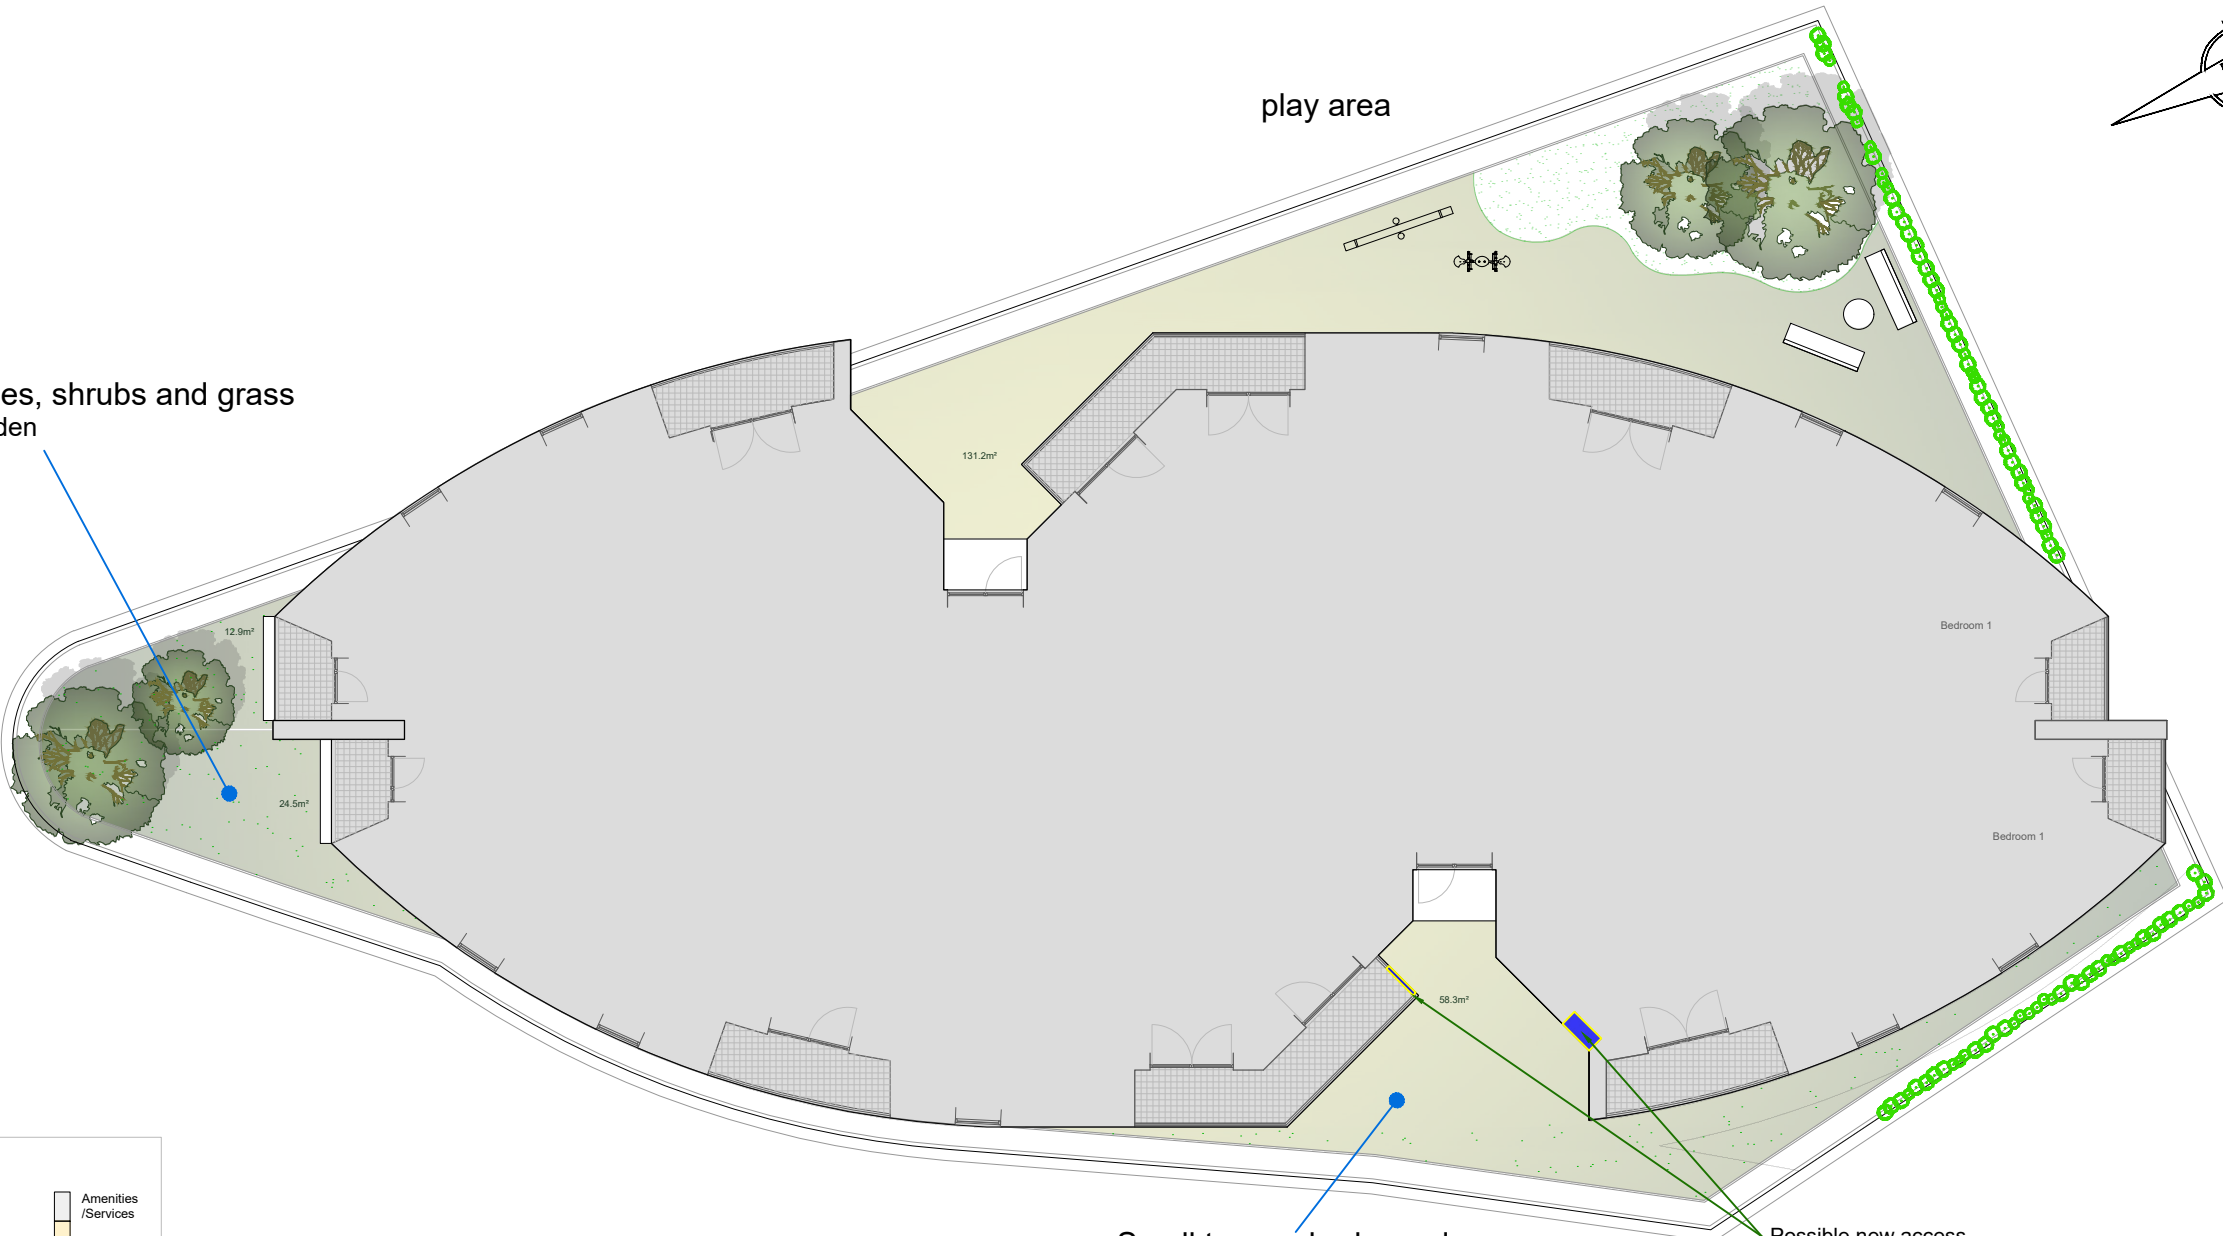 play area
es, shrubs and grass
den
131.2m²
12.9m²
Bedroom 1
24.5m²
Bedroom 1
58.3m²
Amenities
/Services
Possible new access